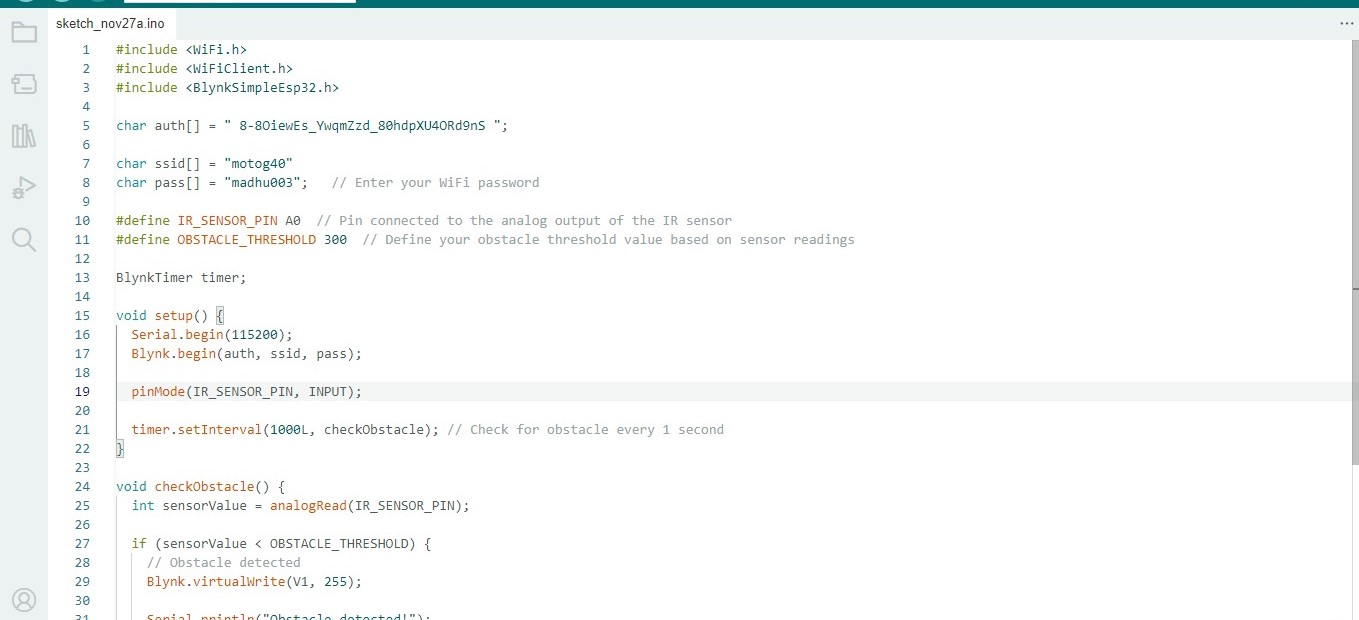 sketch_nov27a.ino
...
1 #include <WiFi.h>
2 #include <WiFiClient.h>
3 #include <BlynkSimpleEsp32.h>
4
5 char auth[] = " 8-8OiewEs_YwqmZzd_80hdpXU4ORd9nS ";
6
7 char ssid[] = "motog40"
8 char pass[] = "madhu003";   // Enter your WiFi password
9
10 #define IR_SENSOR_PIN A0  // Pin connected to the analog output of the IR sensor
11 #define OBSTACLE_THRESHOLD 300  // Define your obstacle threshold value based on sensor readings
12
13 BlynkTimer timer;
14
15 void setup() {
16   Serial.begin(115200);
17   Blynk.begin(auth, ssid, pass);
18
19   pinMode(IR_SENSOR_PIN, INPUT);
20
21   timer.setInterval(1000L, checkObstacle); // Check for obstacle every 1 second
22 }
23
24 void checkObstacle() {
25   int sensorValue = analogRead(IR_SENSOR_PIN);
26
27   if (sensorValue < OBSTACLE_THRESHOLD) {
28     // Obstacle detected
29     Blynk.virtualWrite(V1, 255);
30
31     Serial.println("Obstacle detected!");